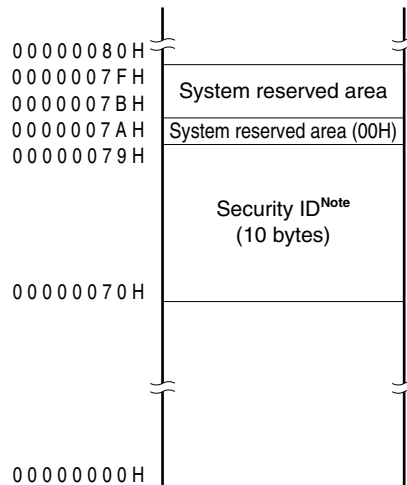 00000080H
0000007FH
System reserved area
0000007BH
0000007AH
System reserved area (00H)
00000079H
Security IDNote
(10 bytes)
00000070H
00000000H